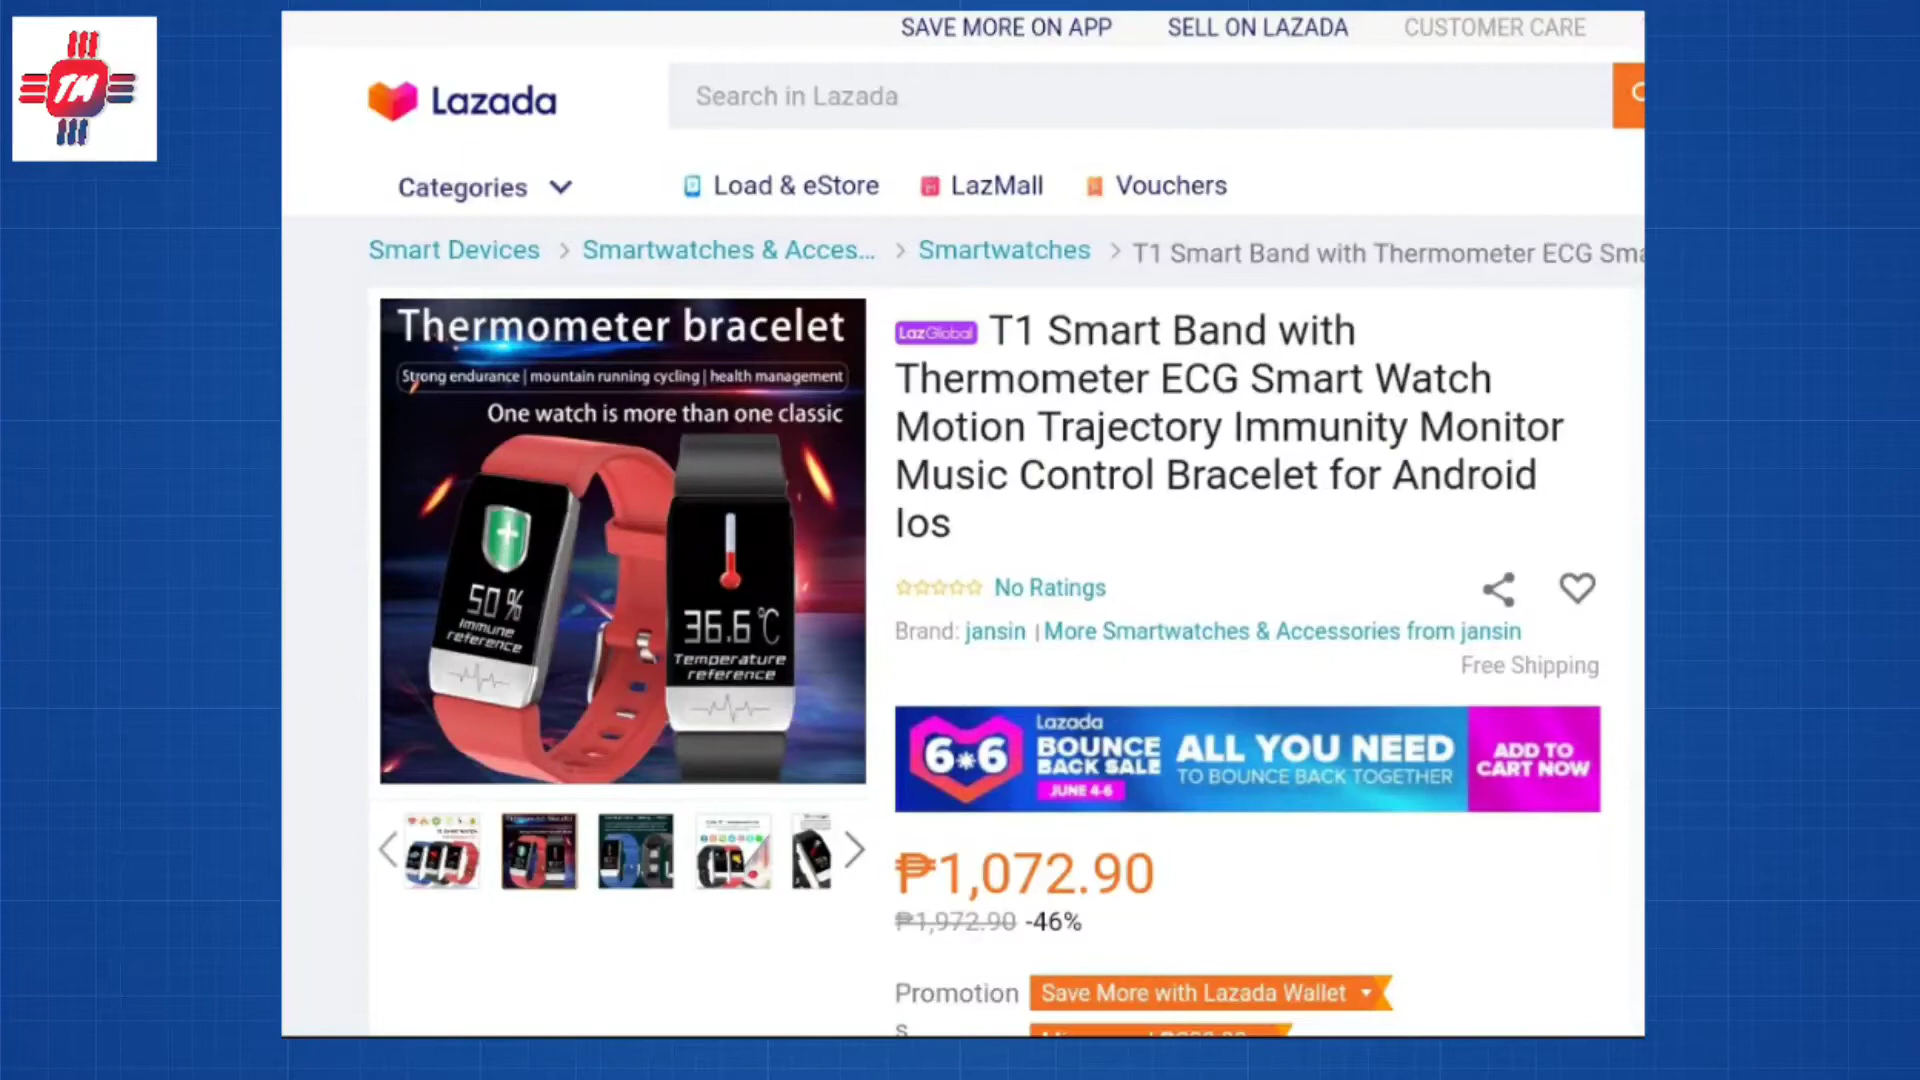 TM
SAVE MORE ON APP SELL ON LAZADA CUSTOMER CARE
Lazada
Search in Lazada
Categories Load & eStore LazMall Vouchers
Smart Devices > Smartwatches & Acces... > Smartwatches > T1 Smart Band with Thermometer ECG Sma
Thermometer bracelet
Strong endurance | mountain running cycling | health management
One watch is more than one classic
50 %
Immune
reference
36.6 ℃
Temperature
reference
LazGlobal T1 Smart Band with
Thermometer ECG Smart Watch
Motion Trajectory Immunity Monitor
Music Control Bracelet for Android
Ios
No Ratings
Brand: jansin | More Smartwatches & Accessories from jansin
Free Shipping
6*6
Lazada
BOUNCE
BACK SALE
JUNE 4-6
ALL YOU NEED
TO BOUNCE BACK TOGETHER
ADD TO
CART NOW
₱1,072.90
₱1,972.90 -46%
Promotion Save More with Lazada Wallet